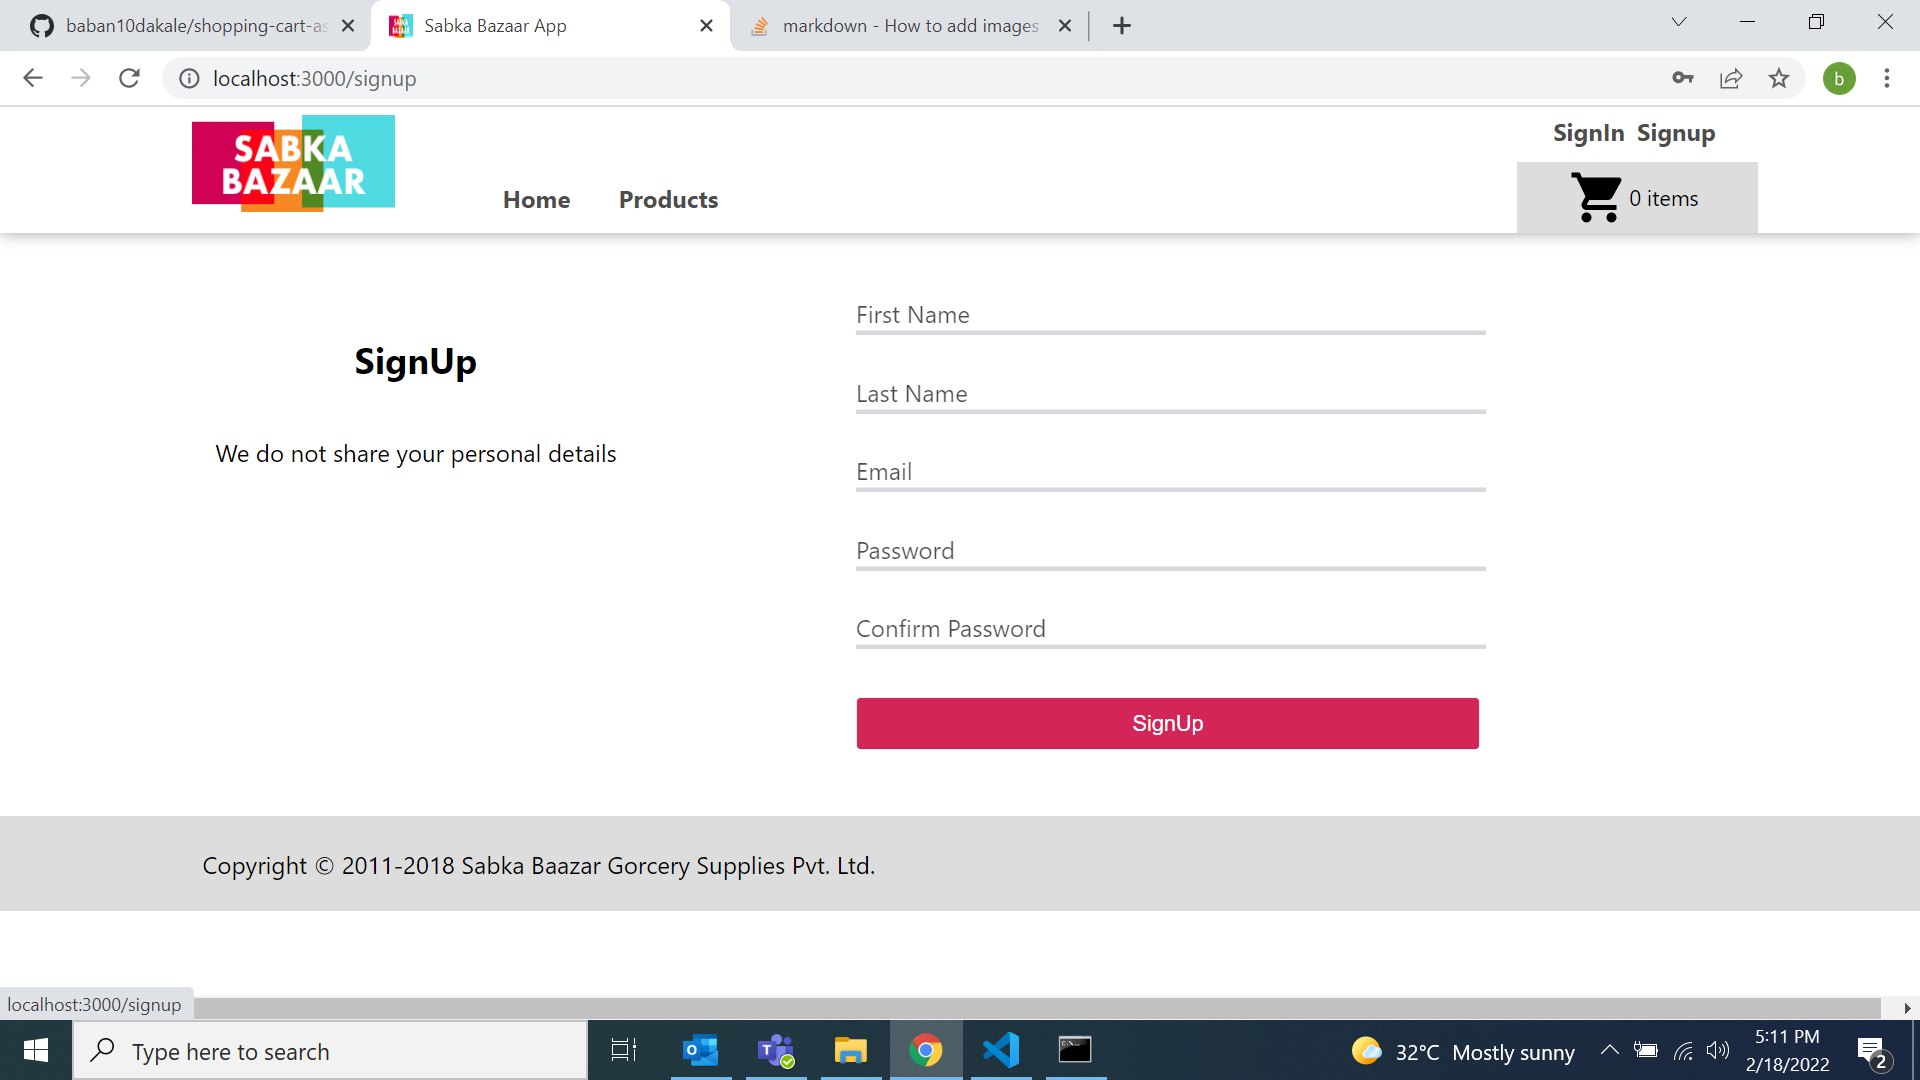 baban10dakale/shopping-cart-as
Sabka Bazaar App
markdown - How to add images
localhost:3000/signup
b
SABKA
BAZAAR
Home
Products
SignIn
Signup
0 items
SignUp
We do not share your personal details
First Name
Last Name
Email
Password
Confirm Password
SignUp
Copyright © 2011-2018 Sabka Baazar Gorcery Supplies Pvt. Ltd.
localhost:3000/signup
Type here to search
32°C Mostly sunny
5:11 PM
2/18/2022
2